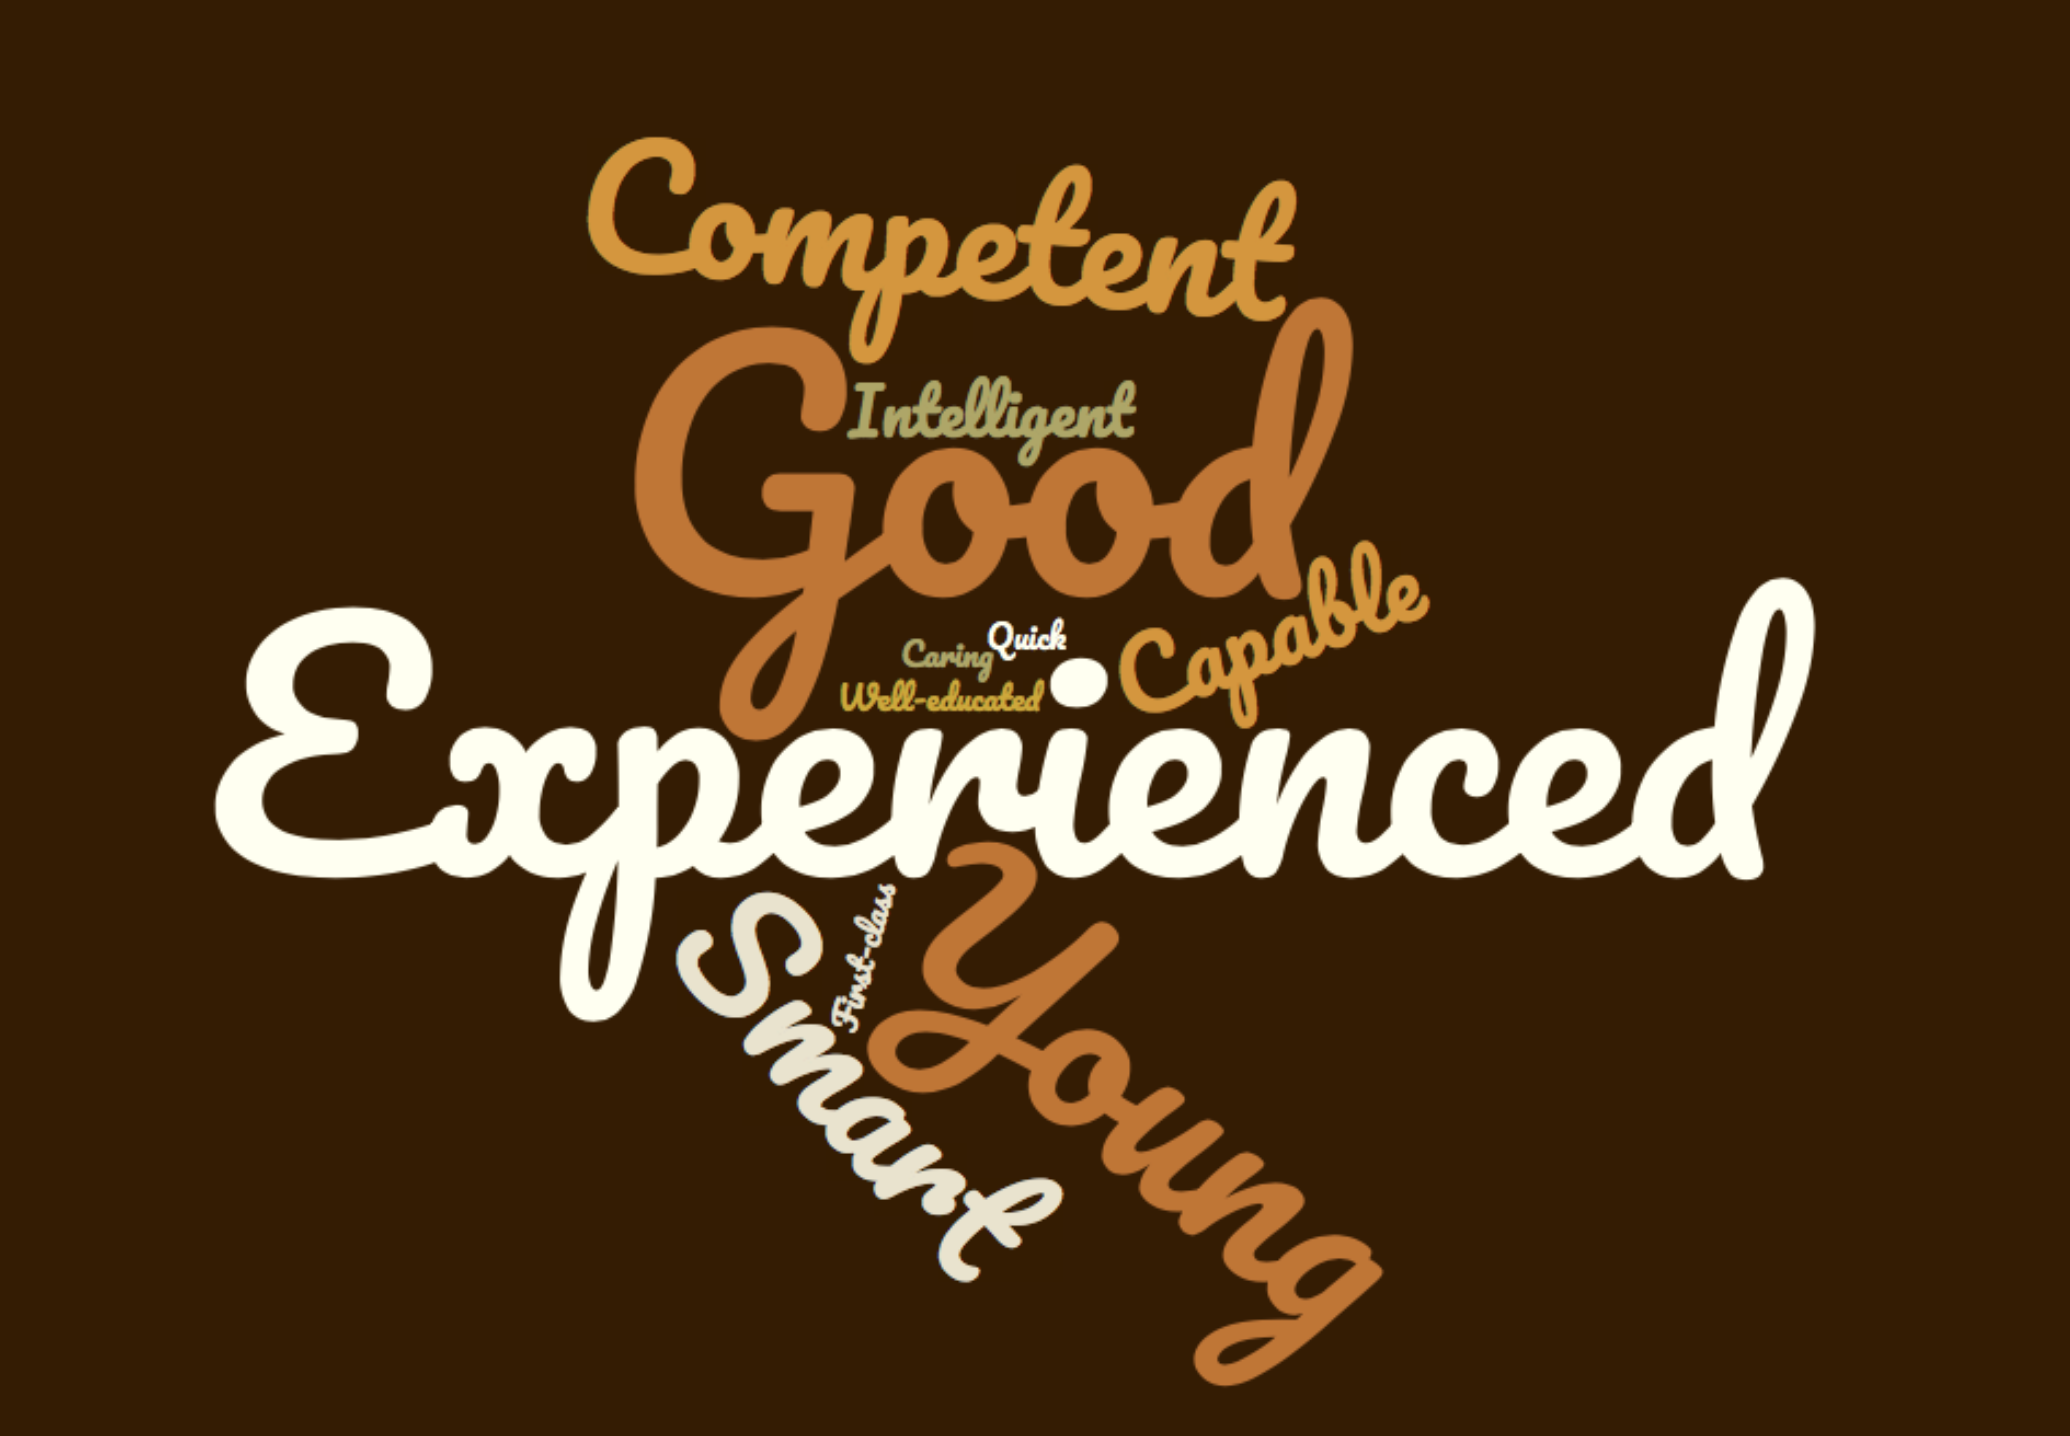 Competent
Intelligent
Good
Capable
Quick
Caring
Well-educated
Experienced
First-class
Smart
Young